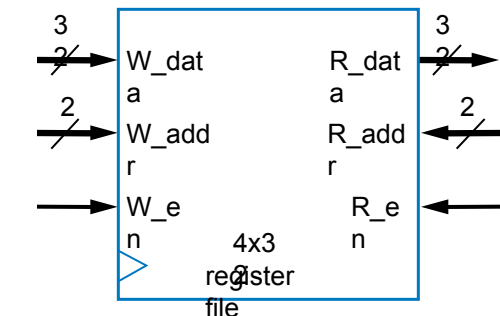 3
2
3
2
W_dat
a
R_dat
a
2
2
W_add
r
R_add
r
W_e
n
R_e
n
4x3
2
register
file